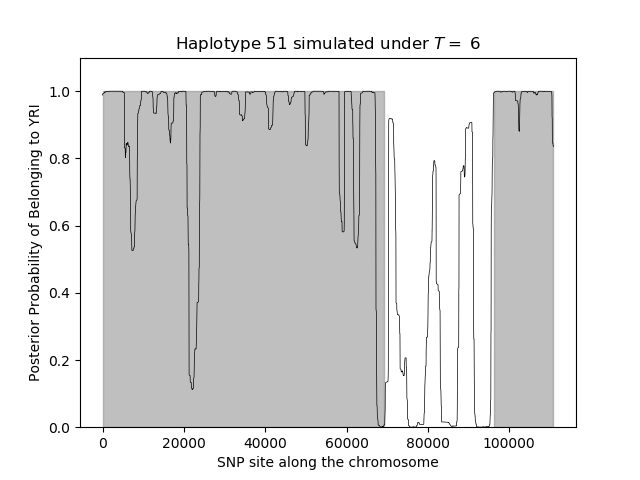 Haplotype 51 simulated under T = 6
Posterior Probability of Belonging to YRI
1.0
0.8
0.6
0.4
0.2
0.0
0 20000 40000 60000 80000 100000
SNP site along the chromosome